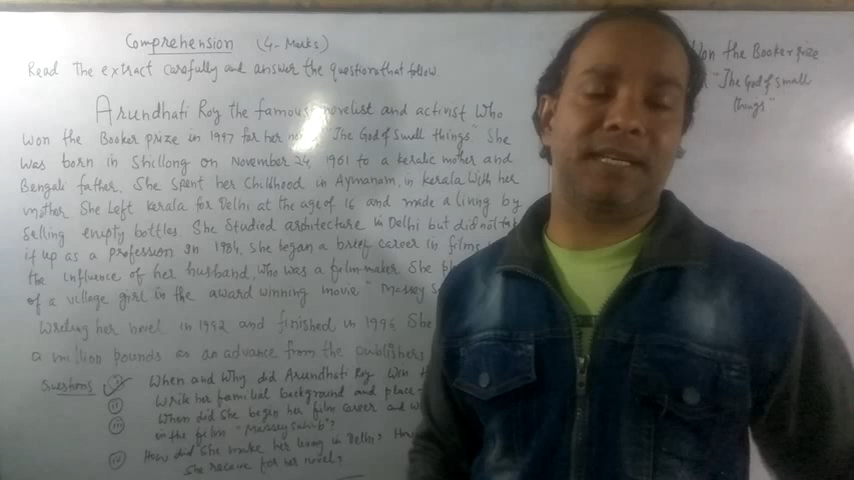 Comprehension (4-Marks)
Read The extract carefully and answer the questions that follow.
Arundhati Roy the famous novelist and activist Who
won the Booker prize in 1997 for her "The God of small things" She
was born in Shillong on November 24, 1961 to a keralic mother and
Bengali father. She spent her Childhood in Aymanam, in kerala with her
mother She left kerala for Delhi at the age of 16 and made a living by
selling empty bottles. She studied architecture in Delhi but did not
it up as a profession In 1984, She began a brief career in films
the influence of her husband, Who was a film-maker. She
of a village girl in the award winning movie "Massey
Writing her novel in 1992 and finished in 1996 She
a million pounds as an advance from the publishers
Questions (i) When and Why did Arundhati Roy Win
(ii) Write her familial background and place-
(iii) When did She begin her film career and
in the film "Massey Sahib"?
(iv) How did She make her living in Delhi?
She receive for her novel?
Won the Booker prize
"The God of small
things"